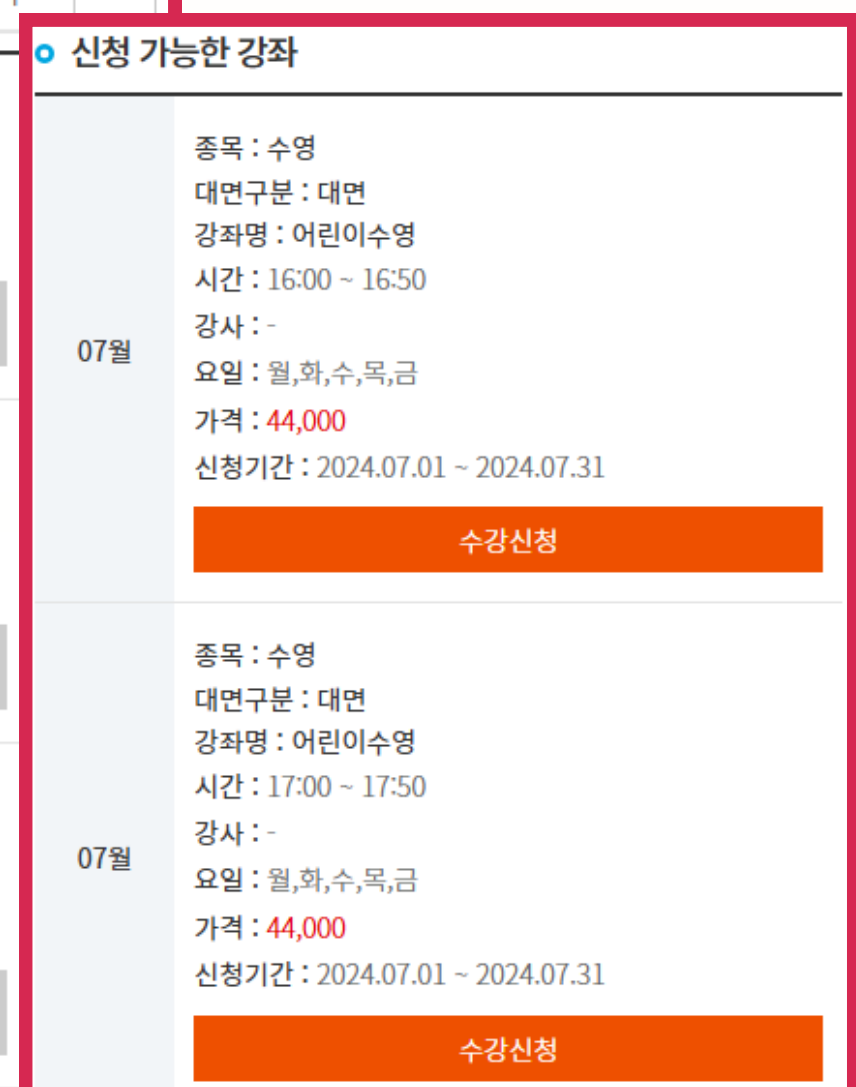 신청 가능한 강좌
종목 : 수영
대면구분 : 대면
강좌명 : 어린이수영
시간 : 16:00 ~ 16:50
강사 : -
07월
요일 : 월,화,수,목,금
가격 : 44,000
신청기간 : 2024.07.01 ~ 2024.07.31
수강신청
종목 : 수영
대면구분 : 대면
강좌명 : 어린이수영
시간 : 17:00 ~ 17:50
강사 : -
07월
요일 : 월,화,수,목,금
가격 : 44,000
신청기간 : 2024.07.01 ~ 2024.07.31
수강신청